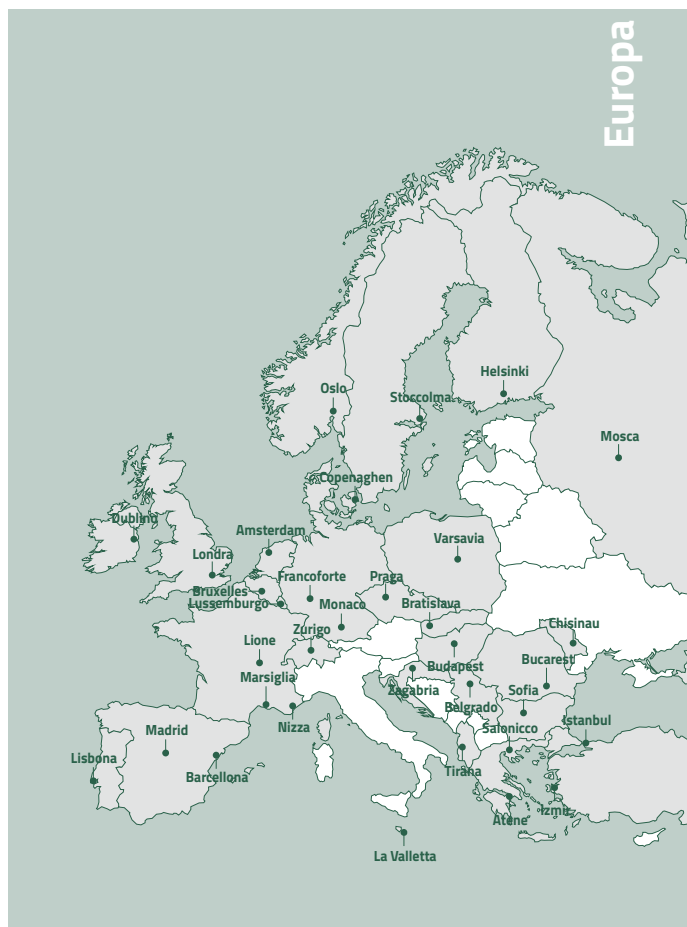 Europa
Helsinki
Oslo
Stoccolma
Mosca
Copenaghen
Dublino
Amsterdam
Varsavia
Londra
Francoforte
Praga
Bruxelles
Lussemburgo
Monaco
Bratislava
Chisinau
Zurigo
Lione
Budapest
Bucarest
Marsiglia
Zagabria
Sofia
Belgrado
Nizza
Salonicco
Istanbul
Madrid
Lisbona
Tirana
Barcellona
Izmir
Atene
La Valletta